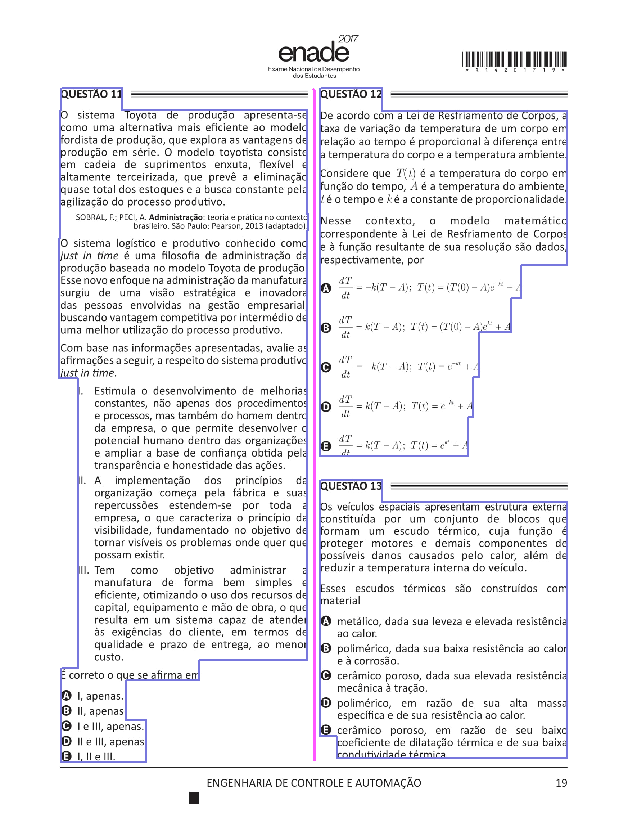 enade 2017
Exame Nacional de Desempenho
dos Estudantes
*R14201719*
QUESTÃO 11
O sistema Toyota de produção apresenta-se
como uma alternativa mais eficiente ao modelo
fordista de produção, que explora as vantagens de
produção em série. O modelo toyotista consiste
em cadeia de suprimentos enxuta, flexível e
altamente terceirizada, que prevê a eliminação
quase total dos estoques e a busca constante pela
agilização do processo produtivo.
SOBRAL, F.; PECI, A. Administração: teoria e prática no contexto
brasileiro. São Paulo: Pearson, 2013 (adaptado).
O sistema logístico e produtivo conhecido como
just in time é uma filosofia de administração da
produção baseada no modelo Toyota de produção.
Esse novo enfoque na administração da manufatura
surgiu de uma visão estratégica e inovadora
das pessoas envolvidas na gestão empresarial,
buscando vantagem competitiva por intermédio de
uma melhor utilização do processo produtivo.
Com base nas informações apresentadas, avalie as
afirmações a seguir, a respeito do sistema produtivo
just in time.
I. Estimula o desenvolvimento de melhorias
constantes, não apenas dos procedimentos
e processos, mas também do homem dentro
da empresa, o que permite desenvolver o
potencial humano dentro das organizações
e ampliar a base de confiança obtida pela
transparência e honestidade das ações.
II. A implementação dos princípios da
organização começa pela fábrica e suas
repercussões estendem-se por toda a
empresa, o que caracteriza o princípio da
visibilidade, fundamentado no objetivo de
tornar visíveis os problemas onde quer que
possam existir.
III. Tem como objetivo administrar a
manufatura de forma bem simples e
eficiente, otimizando o uso dos recursos de
capital, equipamento e mão de obra, o que
resulta em um sistema capaz de atender
às exigências do cliente, em termos de
qualidade e prazo de entrega, ao menor
custo.
É correto o que se afirma em
A I, apenas.
B II, apenas.
C I e III, apenas.
D II e III, apenas.
E I, II e III.
QUESTÃO 12
De acordo com a Lei de Resfriamento de Corpos, a
taxa de variação da temperatura de um corpo em
relação ao tempo é proporcional à diferença entre
a temperatura do corpo e a temperatura ambiente.
Considere que T(t) é a temperatura do corpo em
função do tempo, A é a temperatura do ambiente,
t é o tempo e k é a constante de proporcionalidade.
Nesse contexto, o modelo matemático
correspondente à Lei de Resfriamento de Corpos
e à função resultante de sua resolução são dados,
respectivamente, por
A dT/dt = −k(T − A); T(t) = (T(0) − A)e^−kt + A
B dT/dt = k(T − A); T(t) = (T(0) − A)e^kt + A
C dT/dt = −k(T − A); T(t) = e^−kt + A
D dT/dt = k(T − A); T(t) = e^−kt + A
E dT/dt = k(T − A); T(t) = e^kt − A
QUESTÃO 13
Os veículos espaciais apresentam estrutura externa
constituída por um conjunto de blocos que
formam um escudo térmico, cuja função é
proteger motores e demais componentes de
possíveis danos causados pelo calor, além de
reduzir a temperatura interna do veículo.
Esses escudos térmicos são construídos com
material
A metálico, dada sua leveza e elevada resistência
ao calor.
B polimérico, dada sua baixa resistência ao calor
e à corrosão.
C cerâmico poroso, dada sua elevada resistência
mecânica à tração.
D polimérico, em razão de sua alta massa
específica e de sua resistência ao calor.
E cerâmico poroso, em razão de seu baixo
coeficiente de dilatação térmica e de sua baixa
condutividade térmica.
ENGENHARIA DE CONTROLE E AUTOMAÇÃO 19